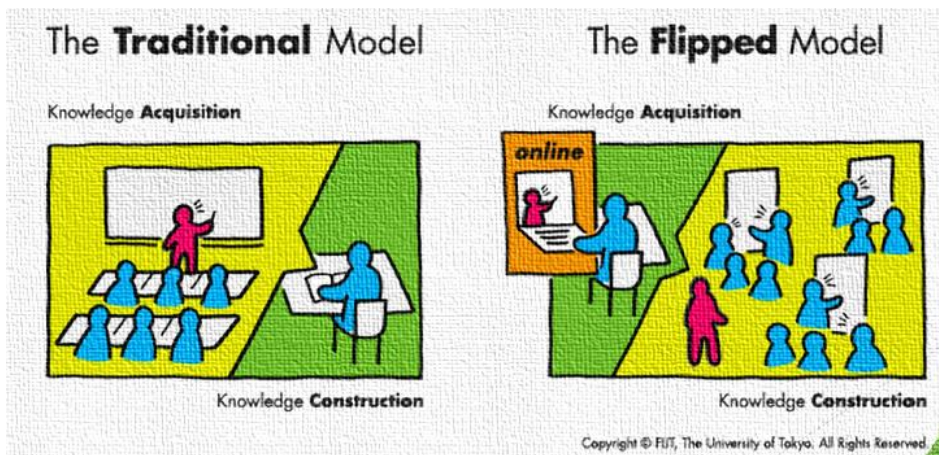 The Traditional Model
Knowledge Acquisition
Knowledge Construction
The Flipped Model
Knowledge Acquisition
online
Knowledge Construction
Copyright © FLIT, The University of Tokyo. All Rights Reserved.